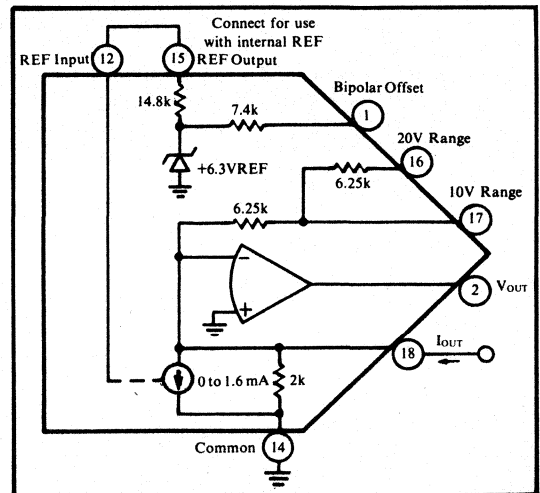 Connect for use
with internal REF
REF Input 12 15 REF Output
14.8k
7.4k
Bipolar Offset
1
20V Range
16
+6.3VREF
6.25k
10V Range
6.25k
17
−
+
2 VOUT
IOUT
18
0 to 1.6 mA 2k
Common 14